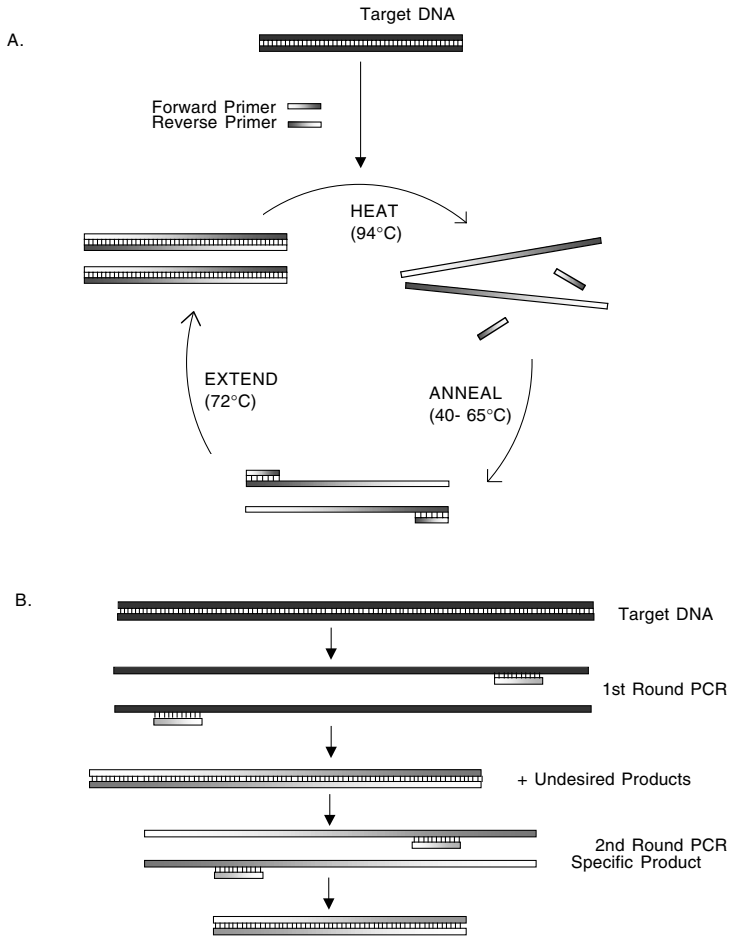 Target DNA
A.
Forward Primer
Reverse Primer
HEAT
(94°C)
EXTEND
(72°C)
ANNEAL
(40- 65°C)
B.
Target DNA
1st Round PCR
+ Undesired Products
2nd Round PCR
Specific Product